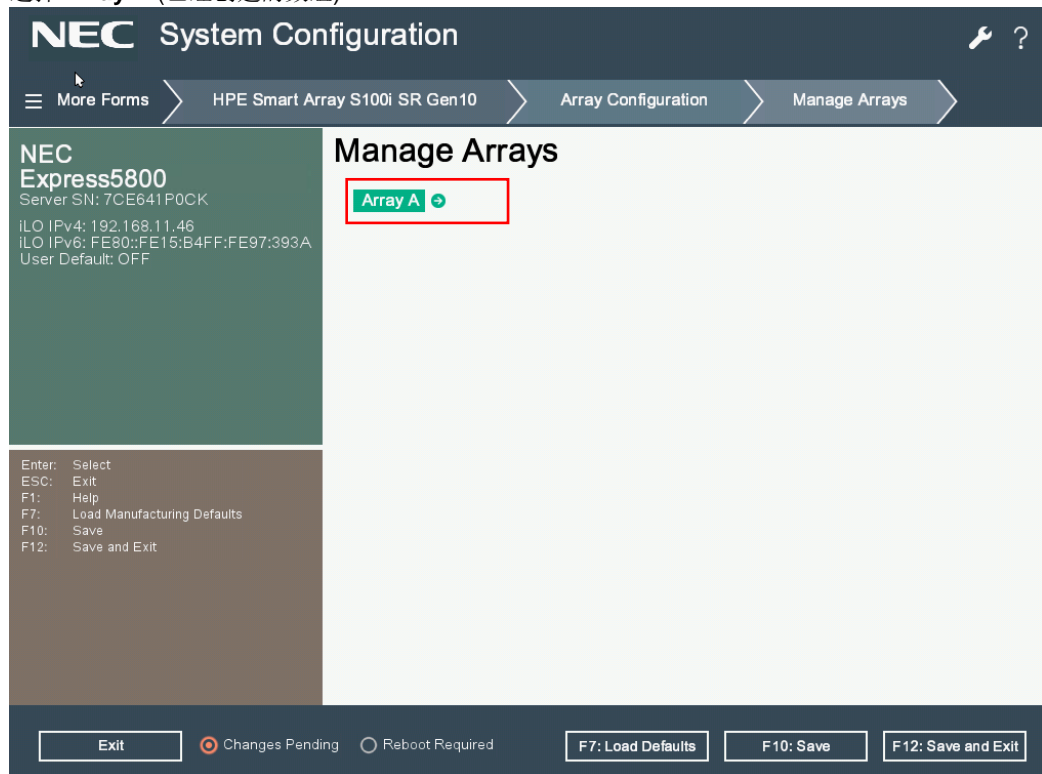 NEC System Configuration
?
More Forms
HPE Smart Array S100i SR Gen10
Array Configuration
Manage Arrays
NEC
Express5800
Server SN: 7CE641P0CK
iLO IPv4: 192.168.11.46
iLO IPv6: FE80::FE15:B4FF:FE97:393A
User Default: OFF
Manage Arrays
Array A
Enter: Select
ESC: Exit
F1: Help
F7: Load Manufacturing Defaults
F10: Save
F12: Save and Exit
Exit
Changes Pending
Reboot Required
F7: Load Defaults
F10: Save
F12: Save and Exit